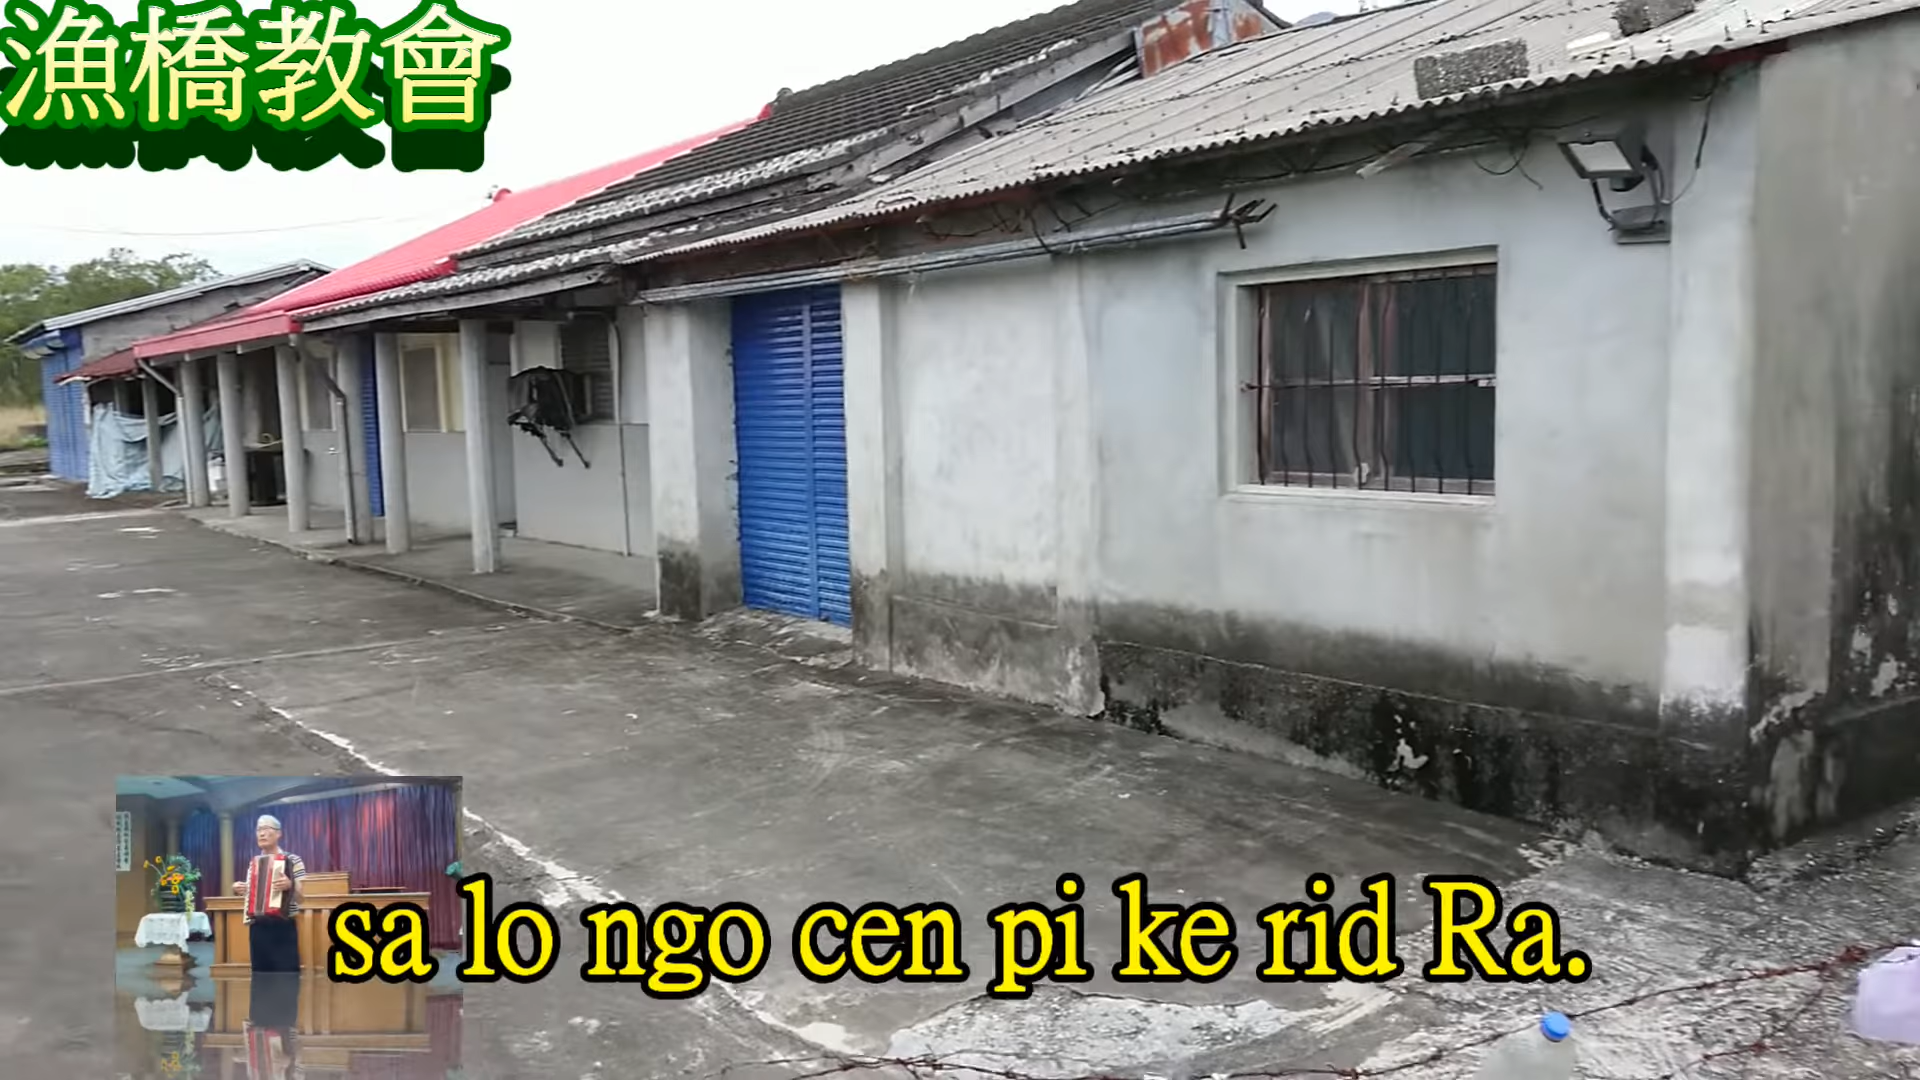 漁橋教會
sa lo ngo cen pi ke rid Ra.